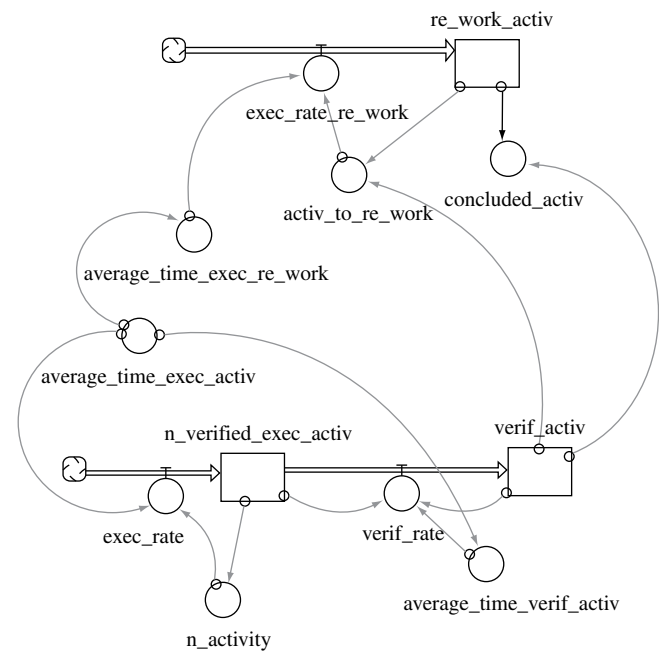 re_work_activ
exec_rate_re_work
concluded_activ
activ_to_re_work
average_time_exec_re_work
average_time_exec_activ
n_verified_exec_activ
verif_activ
exec_rate
verif_rate
average_time_verif_activ
n_activity